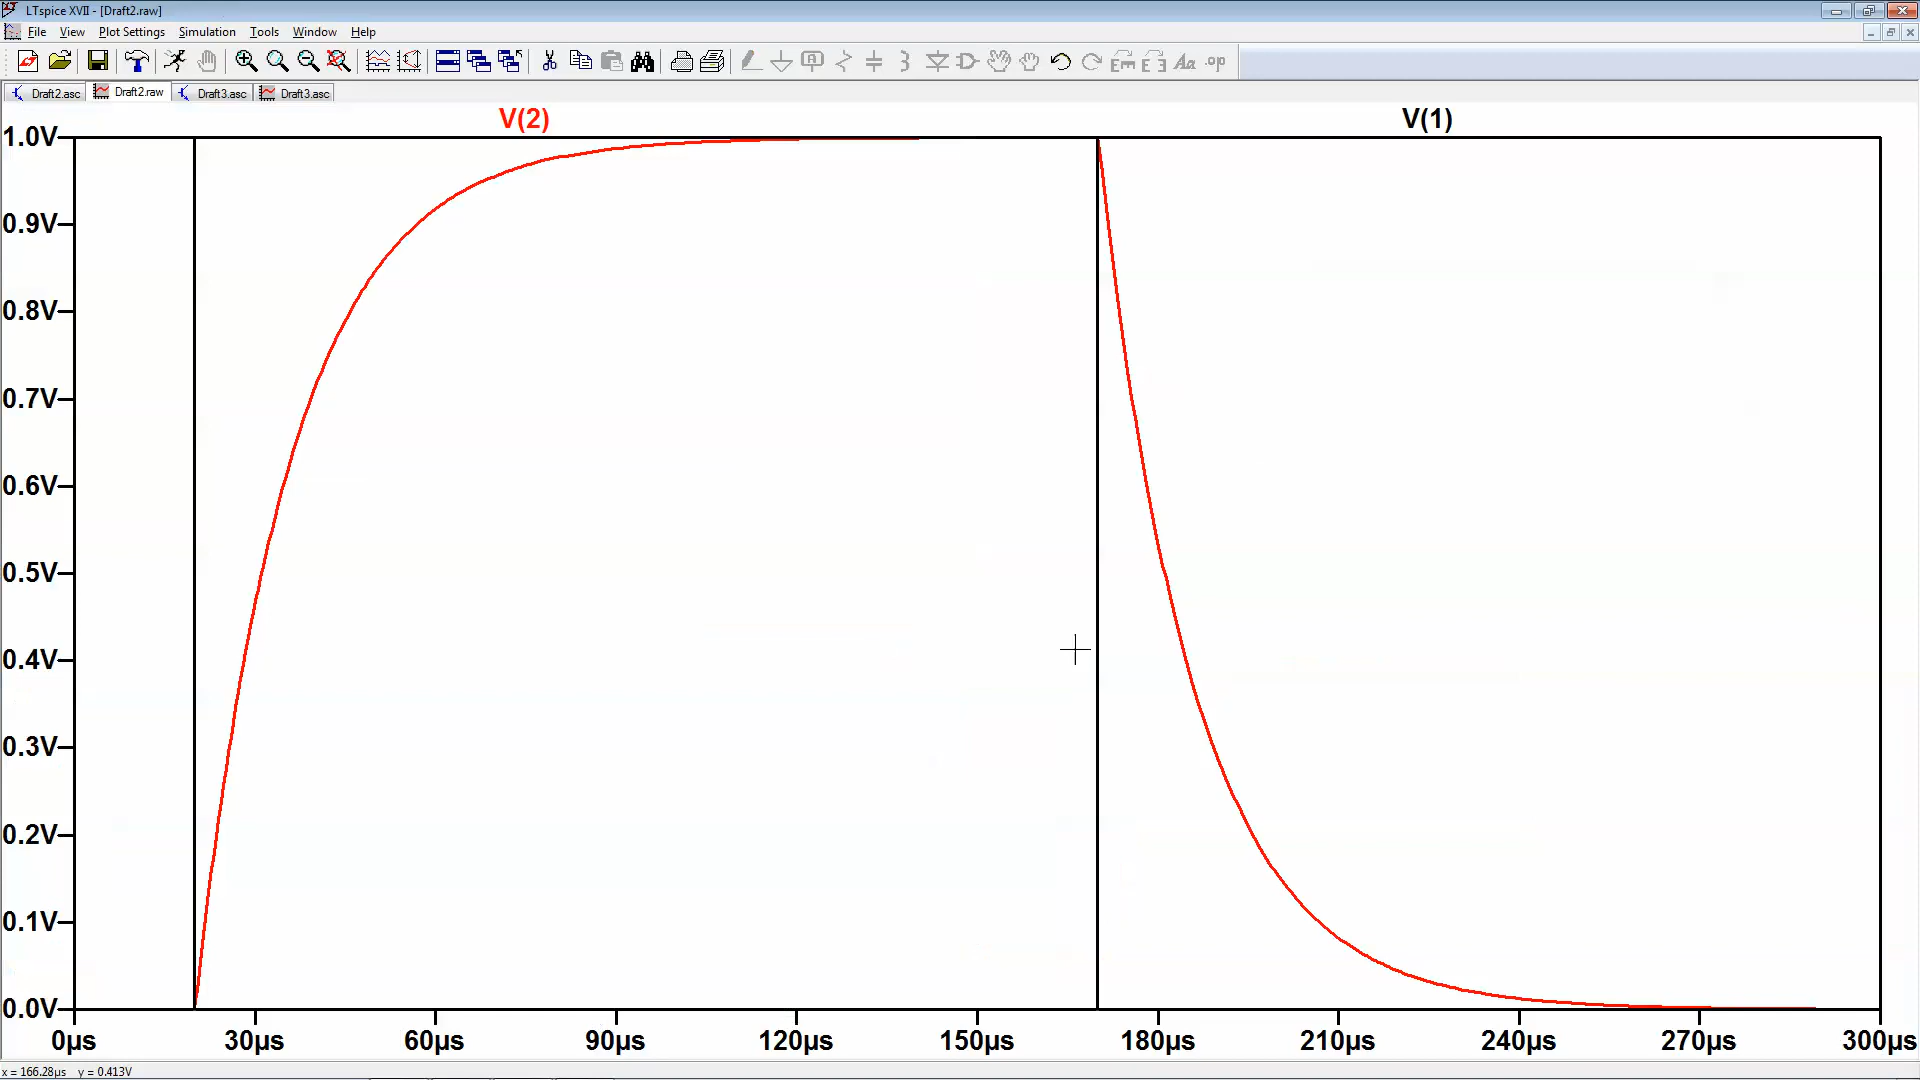 LTspice XVII - [Draft2.raw]
File View Plot Settings Simulation Tools Window Help
Draft2.asc Draft2.raw Draft3.asc Draft3.asc
V(2) V(1)
1.0V
0.9V
0.8V
0.7V
0.6V
0.5V
0.4V
0.3V
0.2V
0.1V
0.0V
0µs 30µs 60µs 90µs 120µs 150µs 180µs 210µs 240µs 270µs 300µs
x = 166.28µs y = 0.413V